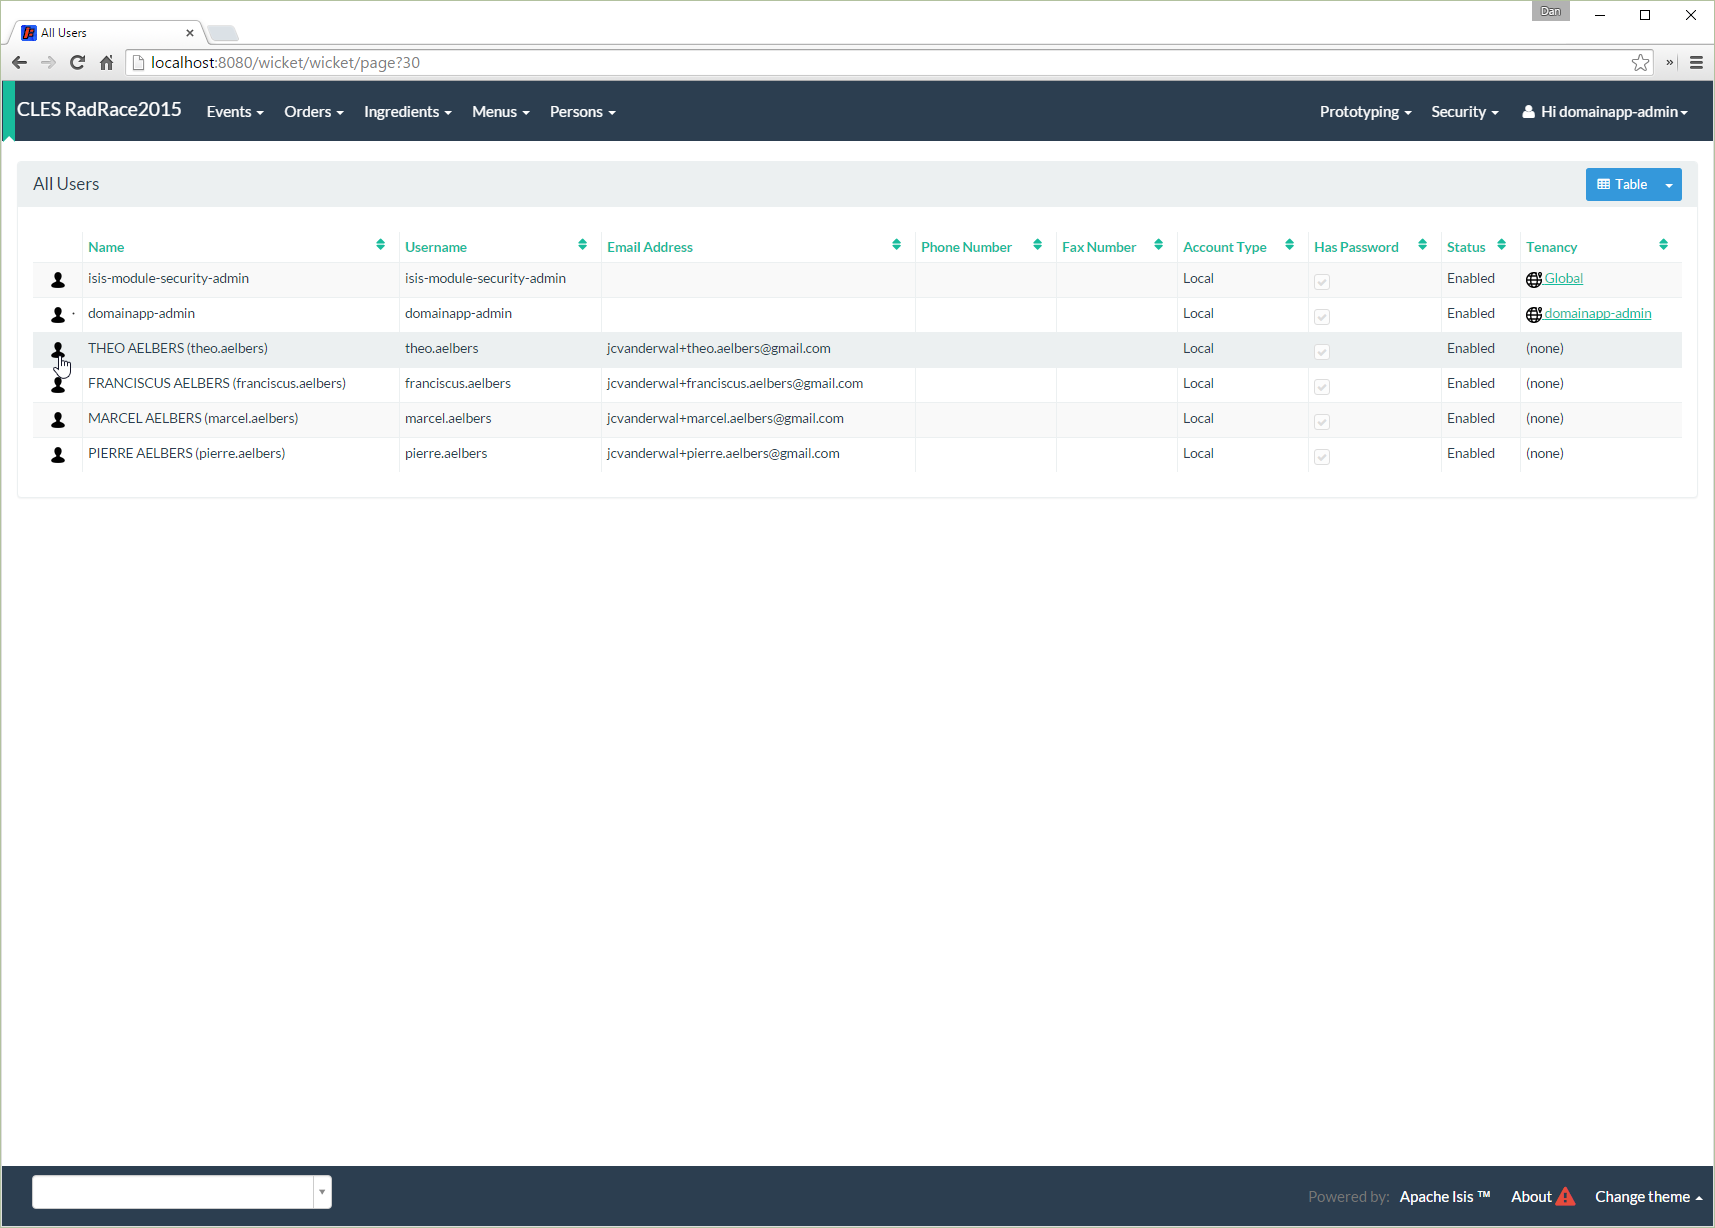 Dan
All Users
localhost:8080/wicket/wicket/page?30
CLES RadRace2015 Events Orders Ingredients Menus Persons Prototyping Security Hi domainapp-admin
All Users Table
Name Username Email Address Phone Number Fax Number Account Type Has Password Status Tenancy
isis-module-security-admin isis-module-security-admin Local Enabled Global
domainapp-admin domainapp-admin Local Enabled domainapp-admin
THEO AELBERS (theo.aelbers) theo.aelbers jcvanderwal+theo.aelbers@gmail.com Local Enabled (none)
FRANCISCUS AELBERS (franciscus.aelbers) franciscus.aelbers jcvanderwal+franciscus.aelbers@gmail.com Local Enabled (none)
MARCEL AELBERS (marcel.aelbers) marcel.aelbers jcvanderwal+marcel.aelbers@gmail.com Local Enabled (none)
PIERRE AELBERS (pierre.aelbers) pierre.aelbers jcvanderwal+pierre.aelbers@gmail.com Local Enabled (none)
Powered by: Apache Isis ™ About Change theme